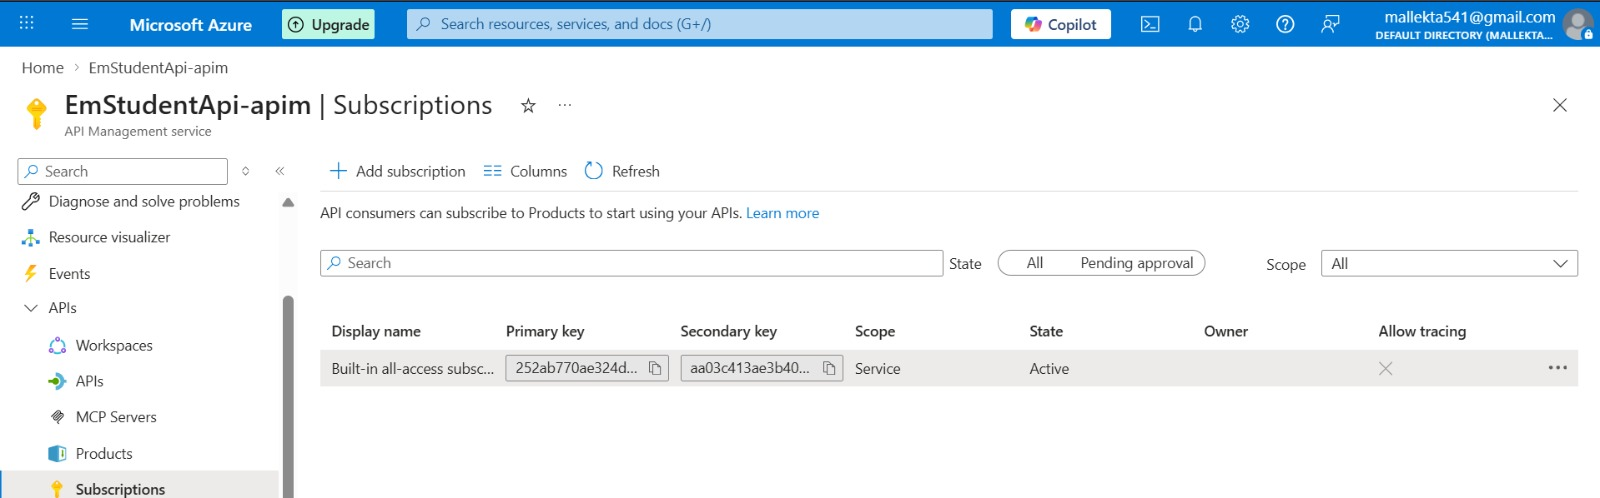 Microsoft Azure
Upgrade
Search resources, services, and docs (G+/)
Copilot
mallekta541@gmail.com
DEFAULT DIRECTORY (MALLEKTA...
Home > EmStudentApi-apim
EmStudentApi-apim | Subscriptions
API Management service
Search
Add subscription
Columns
Refresh
Diagnose and solve problems
Resource visualizer
Events
APIs
Workspaces
APIs
MCP Servers
Products
Subscriptions
API consumers can subscribe to Products to start using your APIs. Learn more
Search
State
All
Pending approval
Scope
All
Display name Primary key Secondary key Scope State Owner Allow tracing
Built-in all-access subsc... 252ab770ae324d... aa03c413ae3b40... Service Active